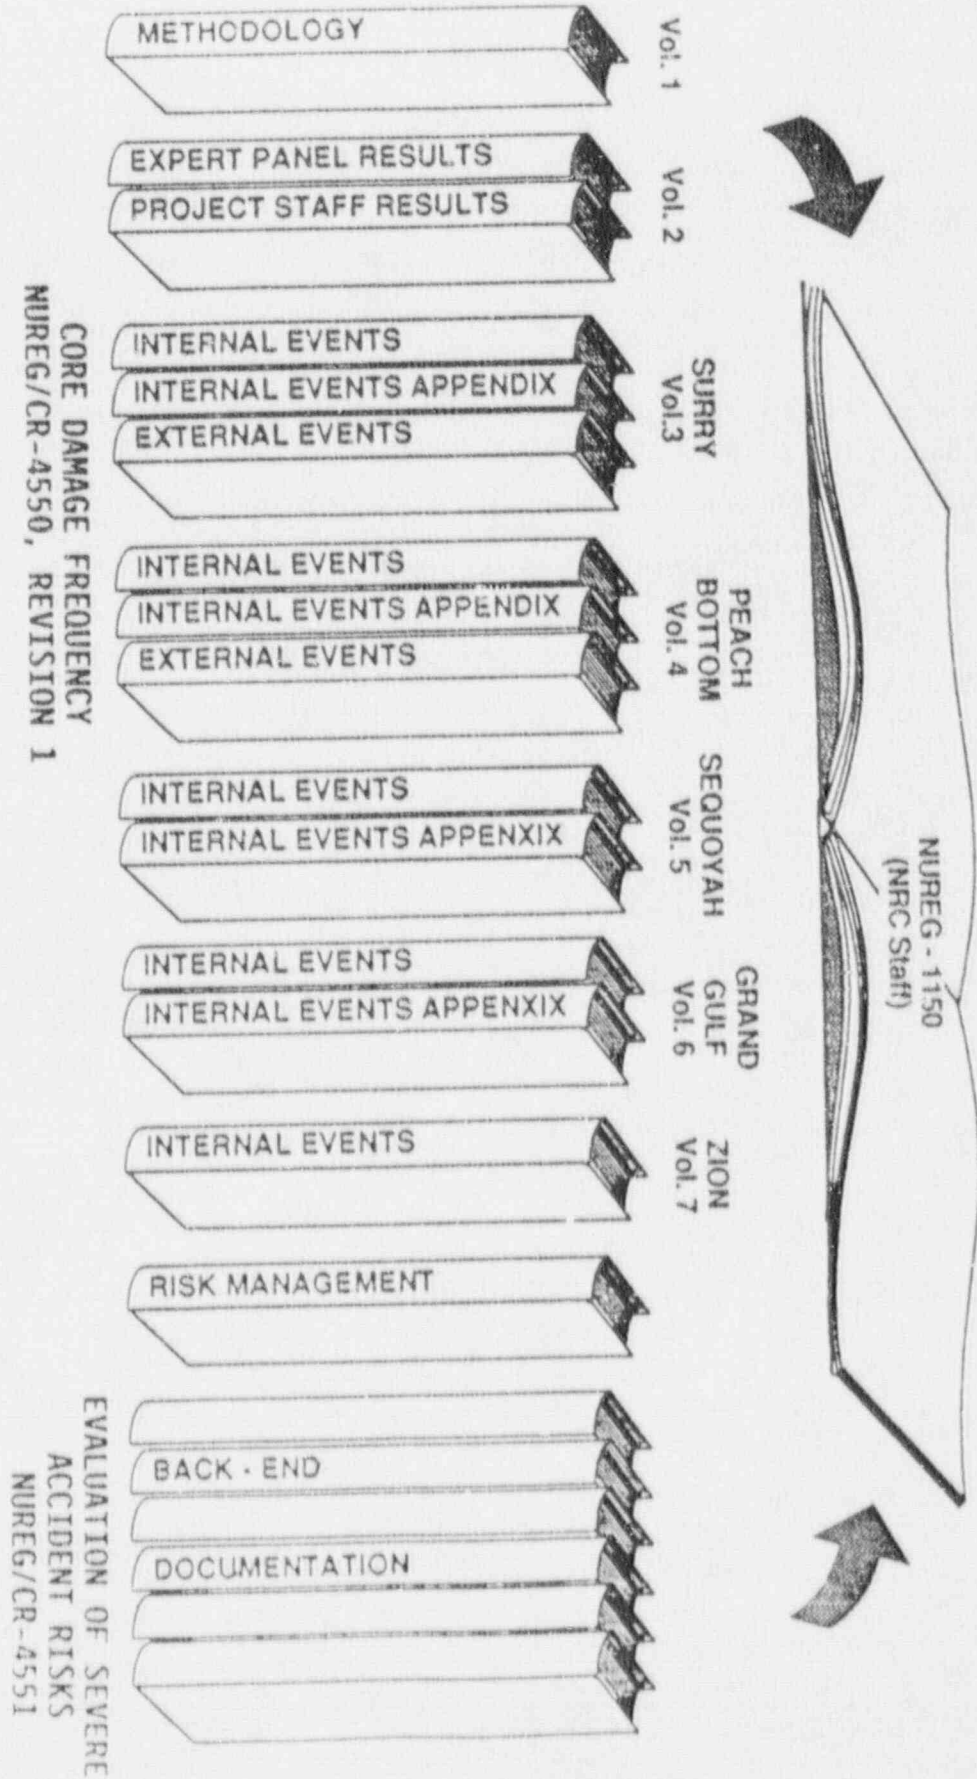 NUREG - 1150
(NRC Staff)
Vol. 1
METHODOLOGY
Vol. 2
EXPERT PANEL RESULTS
PROJECT STAFF RESULTS
SURRY
Vol.3
INTERNAL EVENTS
INTERNAL EVENTS APPENDIX
EXTERNAL EVENTS
PEACH
BOTTOM
Vol. 4
INTERNAL EVENTS
INTERNAL EVENTS APPENDIX
EXTERNAL EVENTS
SEQUOYAH
Vol. 5
INTERNAL EVENTS
INTERNAL EVENTS APPENXIX
GRAND
GULF
Vol. 6
INTERNAL EVENTS
INTERNAL EVENTS APPENXIX
ZION
Vol. 7
INTERNAL EVENTS
RISK MANAGEMENT
BACK - END
DOCUMENTATION
CORE DAMAGE FREQUENCY
NUREG/CR-4550, REVISION 1
EVALUATION OF SEVERE
ACCIDENT RISKS
NUREG/CR-4551